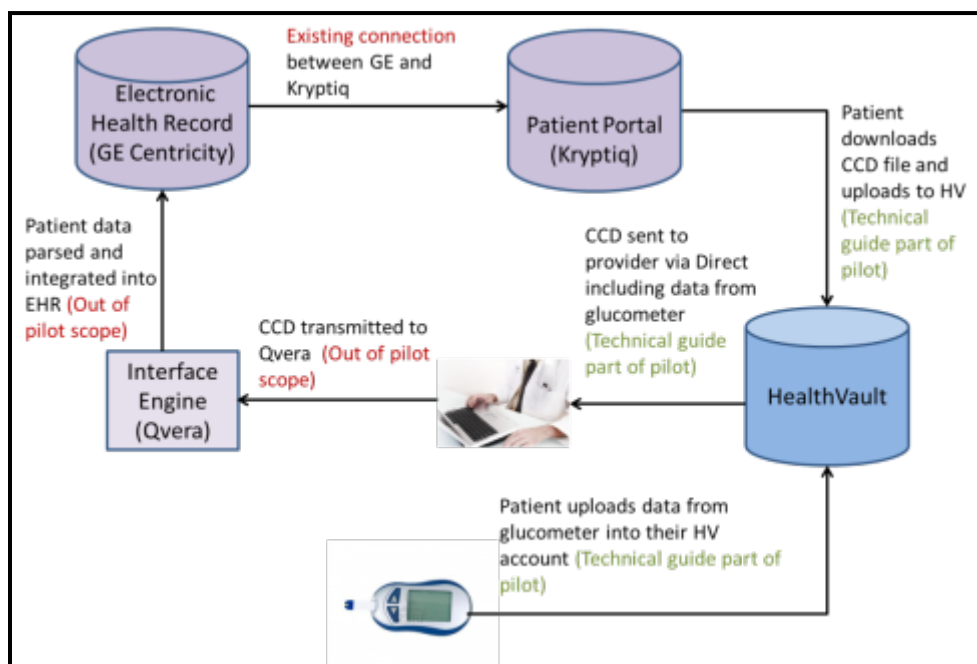 Existing connection
between GE and
Kryptiq
Electronic
Health Record
(GE Centricity)
Patient Portal
(Kryptiq)
Patient
downloads
CCD file and
uploads to HV
(Technical
guide part of
pilot)
Patient data
parsed and
integrated into
EHR (Out of
pilot scope)
CCD sent to
provider via Direct
including data from
glucometer
(Technical guide
part of pilot)
CCD transmitted to
Qvera (Out of pilot
scope)
Interface
Engine
(Qvera)
HealthVault
Patient uploads data from
glucometer into their HV
account (Technical guide part of
pilot)